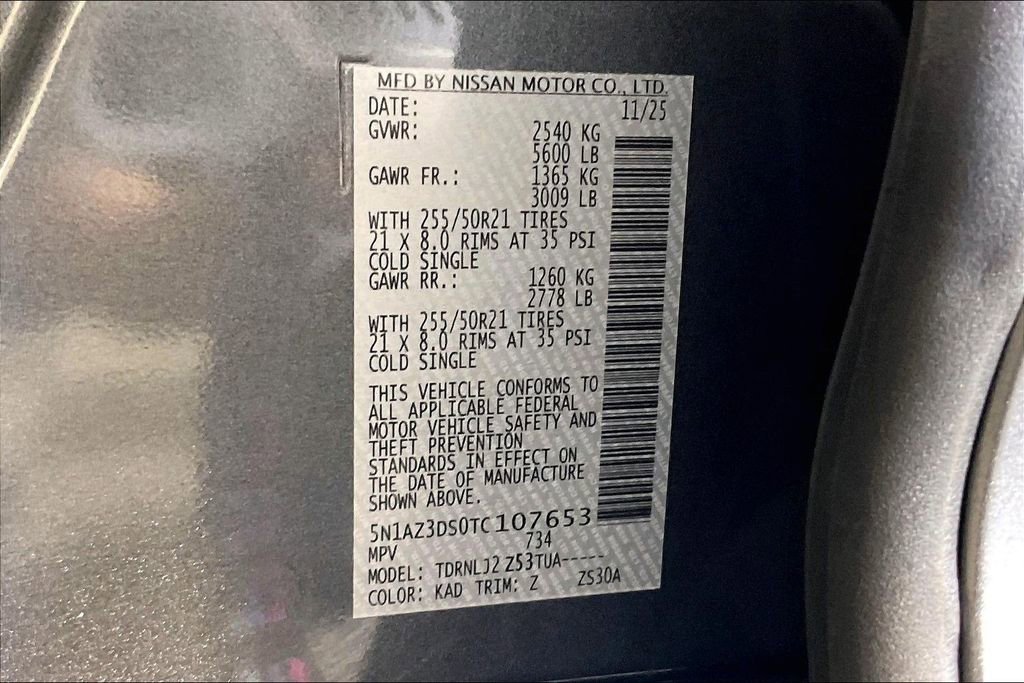 MFD BY NISSAN MOTOR CO., LTD.
DATE: 11/25
GVWR: 2540 KG
5600 LB
GAWR FR.: 1365 KG
3009 LB
WITH 255/50R21 TIRES
21 X 8.0 RIMS AT 35 PSI
COLD SINGLE
GAWR RR.: 1260 KG
2778 LB
WITH 255/50R21 TIRES
21 X 8.0 RIMS AT 35 PSI
COLD SINGLE
THIS VEHICLE CONFORMS TO
ALL APPLICABLE FEDERAL
MOTOR VEHICLE SAFETY AND
THEFT PREVENTION
STANDARDS IN EFFECT ON
THE DATE OF MANUFACTURE
SHOWN ABOVE.
5N1AZ3DS0TC107653
MPV 734
MODEL: TDRNLJ2 Z53TUA-----
COLOR: KAD TRIM: Z ZS30A